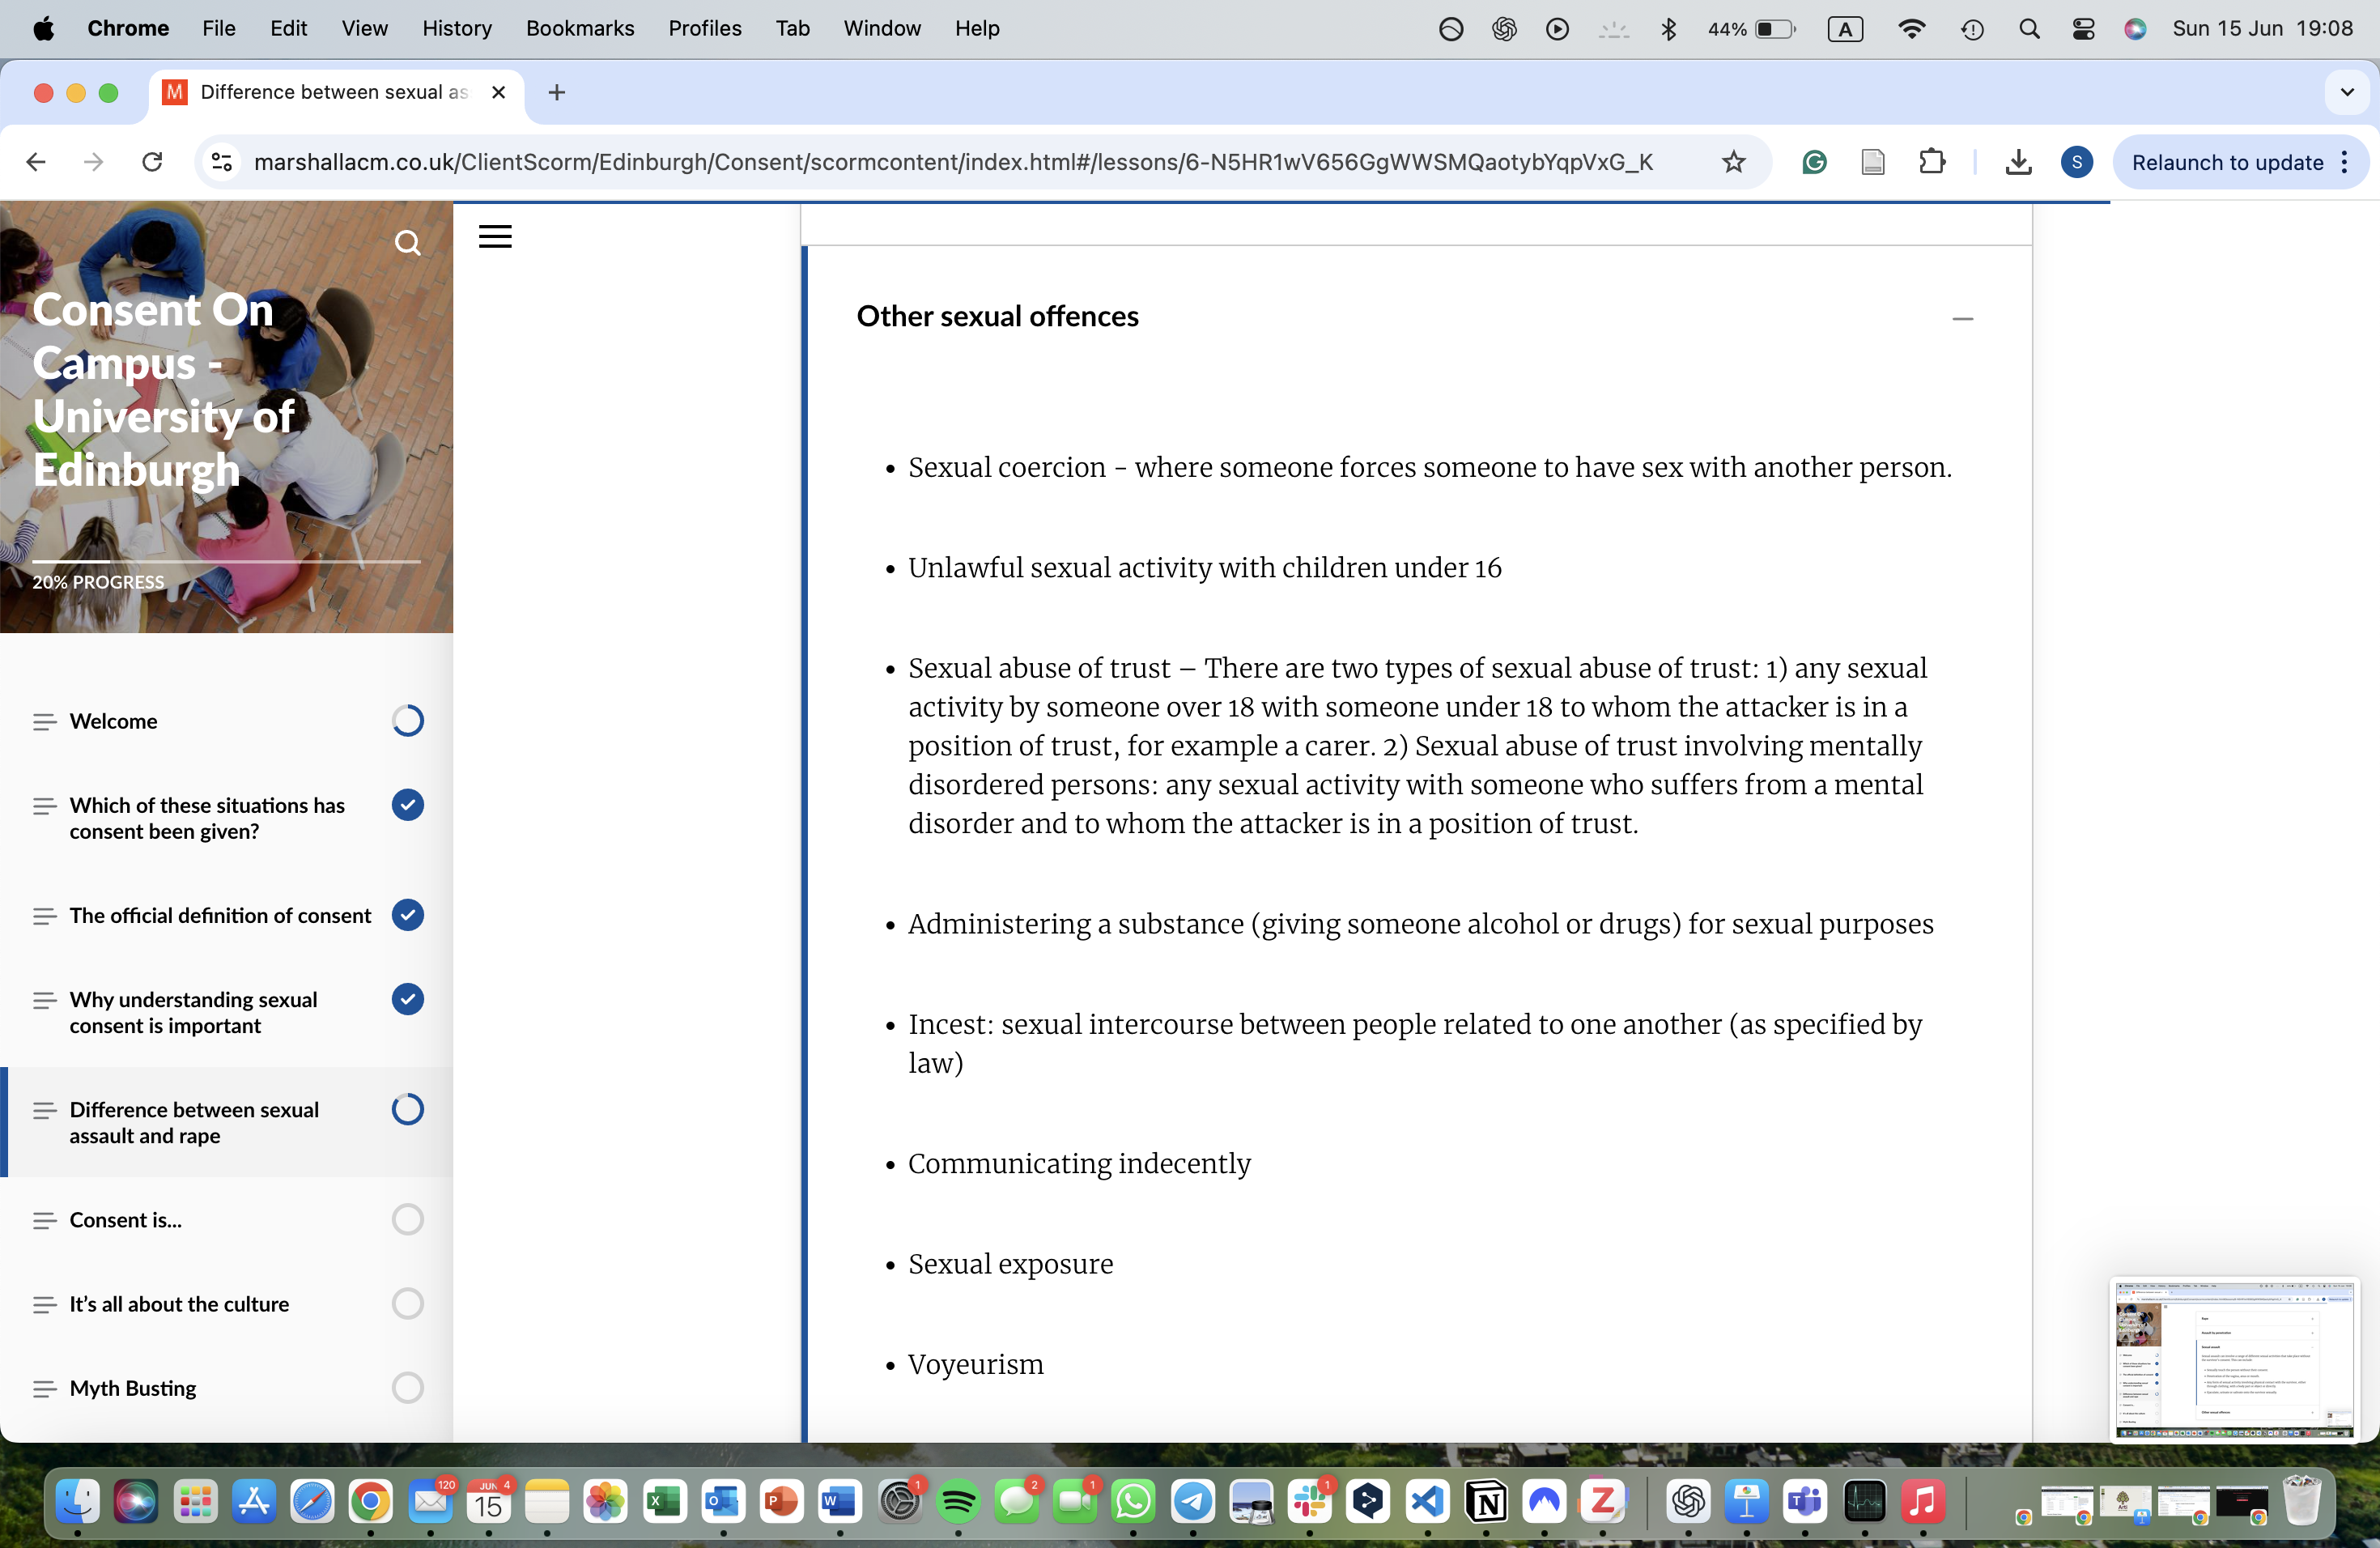 Chrome File Edit View History Bookmarks Profiles Tab Window Help 44% A Sun 15 Jun 19:08
M Difference between sexual as
marshallacm.co.uk/ClientScorm/Edinburgh/Consent/scormcontent/index.html#/lessons/6-N5HR1wV656GgWWSMQaotybYqpVxG_K S Relaunch to update
Consent On
Campus -
University of
Edinburgh
20% PROGRESS
Welcome
Which of these situations has
consent been given?
The official definition of consent
Why understanding sexual
consent is important
Difference between sexual
assault and rape
Consent is...
It's all about the culture
Myth Busting
Other sexual offences
• Sexual coercion - where someone forces someone to have sex with another person.
• Unlawful sexual activity with children under 16
• Sexual abuse of trust – There are two types of sexual abuse of trust: 1) any sexual
activity by someone over 18 with someone under 18 to whom the attacker is in a
position of trust, for example a carer. 2) Sexual abuse of trust involving mentally
disordered persons: any sexual activity with someone who suffers from a mental
disorder and to whom the attacker is in a position of trust.
• Administering a substance (giving someone alcohol or drugs) for sexual purposes
• Incest: sexual intercourse between people related to one another (as specified by
law)
• Communicating indecently
• Sexual exposure
• Voyeurism
120 JUN 4 15 1 2 1 1